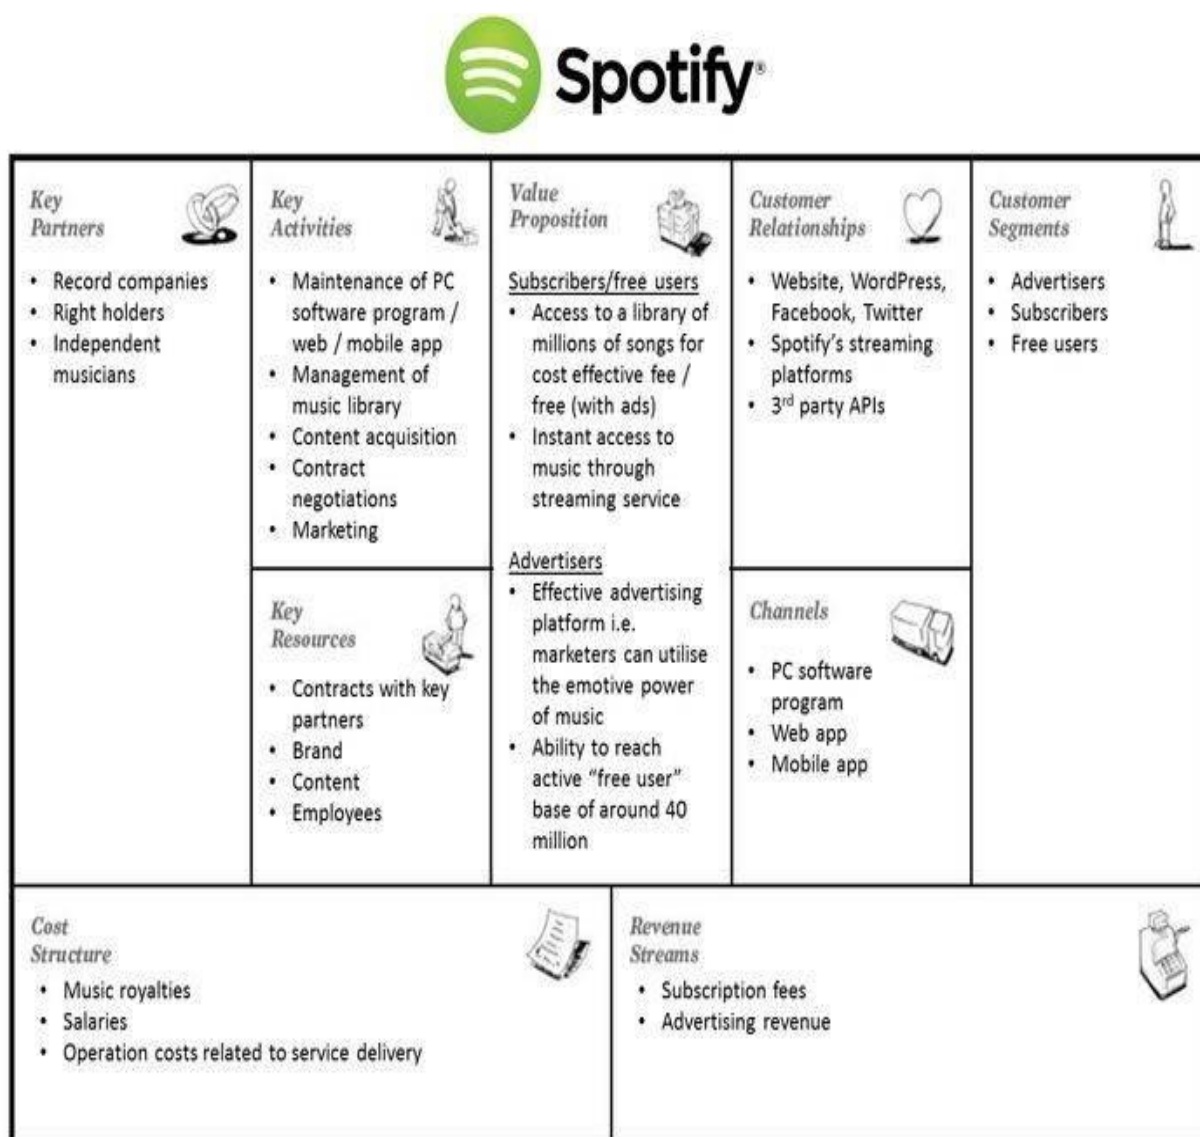 Spotify®
Key
Partners
• Record companies
• Right holders
• Independent
musicians
Key
Activities
• Maintenance of PC
software program /
web / mobile app
• Management of
music library
• Content acquisition
• Contract
negotiations
• Marketing
Key
Resources
• Contracts with key
partners
• Brand
• Content
• Employees
Value
Proposition
Subscribers/free users
• Access to a library of
millions of songs for
cost effective fee /
free (with ads)
• Instant access to
music through
streaming service
Advertisers
• Effective advertising
platform i.e.
marketers can utilise
the emotive power
of music
• Ability to reach
active “free user”
base of around 40
million
Customer
Relationships
• Website, WordPress,
Facebook, Twitter
• Spotify’s streaming
platforms
• 3rd party APIs
Channels
• PC software
program
• Web app
• Mobile app
Customer
Segments
• Advertisers
• Subscribers
• Free users
Cost
Structure
• Music royalties
• Salaries
• Operation costs related to service delivery
Revenue
Streams
• Subscription fees
• Advertising revenue